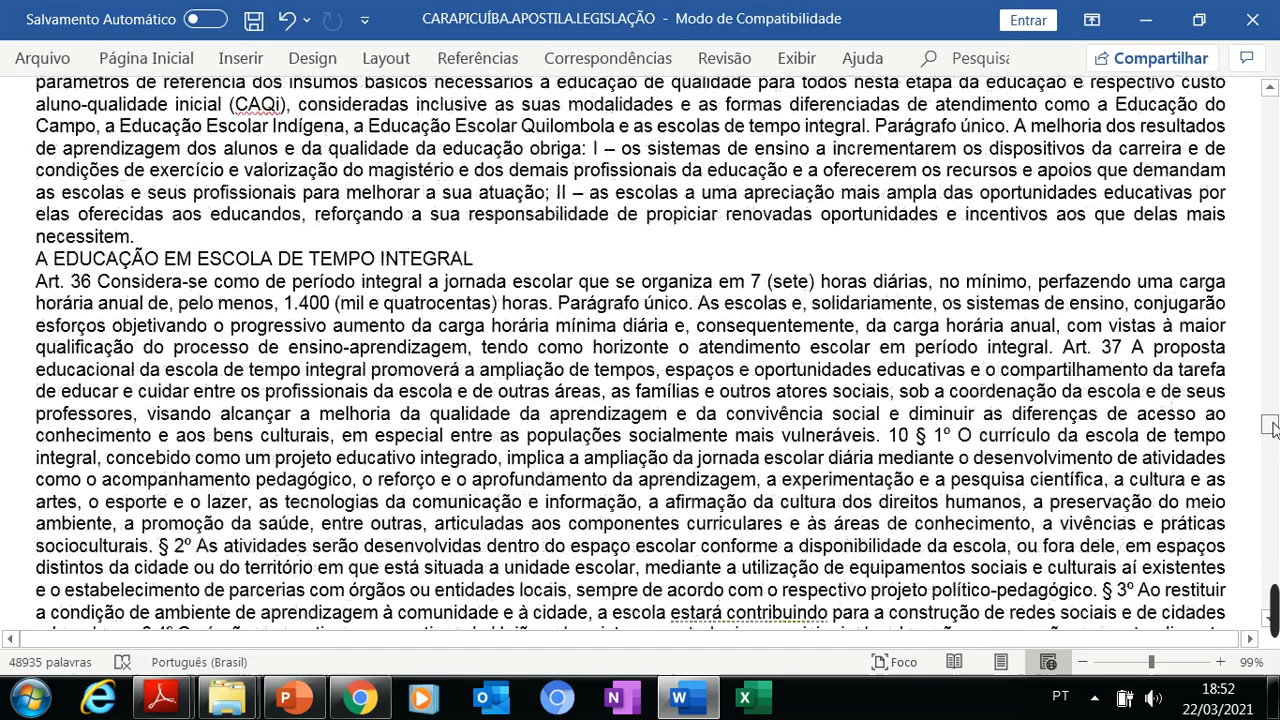 Salvamento Automático
CARAPICUÍBA.APOSTILA.LEGISLAÇÃO - Modo de Compatibilidade
Entrar
Arquivo Página Inicial Inserir Design Layout Referências Correspondências Revisão Exibir Ajuda Pesquisa Compartilhar
parâmetros de referência dos insumos básicos necessários à educação de qualidade para todos nesta etapa da educação e respectivo custo
aluno-qualidade inicial (CAQi), consideradas inclusive as suas modalidades e as formas diferenciadas de atendimento como a Educação do
Campo, a Educação Escolar Indígena, a Educação Escolar Quilombola e as escolas de tempo integral. Parágrafo único. A melhoria dos resultados
de aprendizagem dos alunos e da qualidade da educação obriga: I – os sistemas de ensino a incrementarem os dispositivos da carreira e de
condições de exercício e valorização do magistério e dos demais profissionais da educação e a oferecerem os recursos e apoios que demandam
as escolas e seus profissionais para melhorar a sua atuação; II – as escolas a uma apreciação mais ampla das oportunidades educativas por
elas oferecidas aos educandos, reforçando a sua responsabilidade de propiciar renovadas oportunidades e incentivos aos que delas mais
necessitem.
A EDUCAÇÃO EM ESCOLA DE TEMPO INTEGRAL
Art. 36 Considera-se como de período integral a jornada escolar que se organiza em 7 (sete) horas diárias, no mínimo, perfazendo uma carga
horária anual de, pelo menos, 1.400 (mil e quatrocentas) horas. Parágrafo único. As escolas e, solidariamente, os sistemas de ensino, conjugarão
esforços objetivando o progressivo aumento da carga horária mínima diária e, consequentemente, da carga horária anual, com vistas à maior
qualificação do processo de ensino-aprendizagem, tendo como horizonte o atendimento escolar em período integral. Art. 37 A proposta
educacional da escola de tempo integral promoverá a ampliação de tempos, espaços e oportunidades educativas e o compartilhamento da tarefa
de educar e cuidar entre os profissionais da escola e de outras áreas, as famílias e outros atores sociais, sob a coordenação da escola e de seus
professores, visando alcançar a melhoria da qualidade da aprendizagem e da convivência social e diminuir as diferenças de acesso ao
conhecimento e aos bens culturais, em especial entre as populações socialmente mais vulneráveis. 10 § 1º O currículo da escola de tempo
integral, concebido como um projeto educativo integrado, implica a ampliação da jornada escolar diária mediante o desenvolvimento de atividades
como o acompanhamento pedagógico, o reforço e o aprofundamento da aprendizagem, a experimentação e a pesquisa científica, a cultura e as
artes, o esporte e o lazer, as tecnologias da comunicação e informação, a afirmação da cultura dos direitos humanos, a preservação do meio
ambiente, a promoção da saúde, entre outras, articuladas aos componentes curriculares e às áreas de conhecimento, a vivências e práticas
socioculturais. § 2º As atividades serão desenvolvidas dentro do espaço escolar conforme a disponibilidade da escola, ou fora dele, em espaços
distintos da cidade ou do território em que está situada a unidade escolar, mediante a utilização de equipamentos sociais e culturais aí existentes
e o estabelecimento de parcerias com órgãos ou entidades locais, sempre de acordo com o respectivo projeto político-pedagógico. § 3º Ao restituir
a condição de ambiente de aprendizagem à comunidade e à cidade, a escola estará contribuindo para a construção de redes sociais e de cidades
48935 palavras Português (Brasil) Foco 99%
PT 18:52
22/03/2021